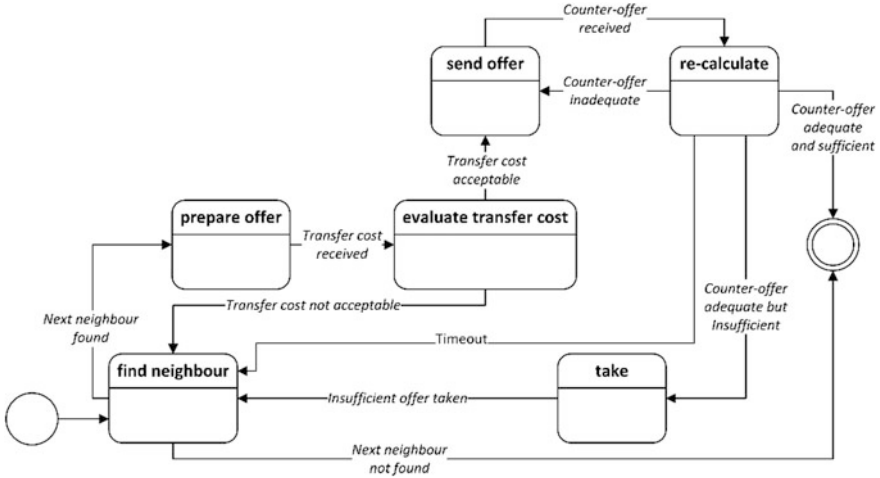 Counter-offer
received
send offer
re-calculate
Counter-offer
inadequate
Counter-offer
adequate
and sufficient
Transfer cost
acceptable
prepare offer
evaluate transfer cost
Transfer cost
received
Transfer cost not acceptable
Counter-offer
adequate but
Insufficient
Next neighbour
found
Timeout
find neighbour
take
Insufficient offer taken
Next neighbour
not found